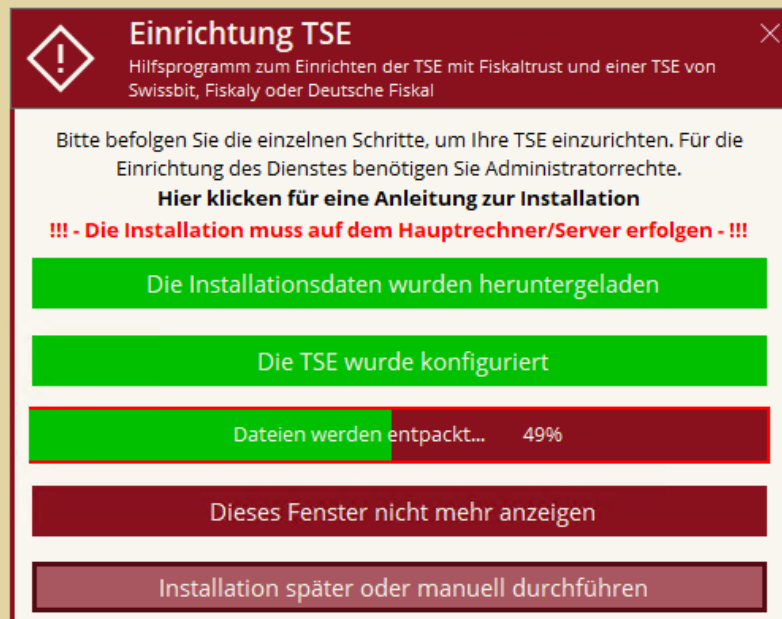 Einrichtung TSE
Hilfsprogramm zum Einrichten der TSE mit Fiskaltrust und einer TSE von
Swissbit, Fiskaly oder Deutsche Fiskal
Bitte befolgen Sie die einzelnen Schritte, um Ihre TSE einzurichten. Für die
Einrichtung des Dienstes benötigen Sie Administratorrechte.
Hier klicken für eine Anleitung zur Installation
!!! - Die Installation muss auf dem Hauptrechner/Server erfolgen - !!!
Die Installationsdaten wurden heruntergeladen
Die TSE wurde konfiguriert
Dateien werden entpackt... 49%
Dieses Fenster nicht mehr anzeigen
Installation später oder manuell durchführen